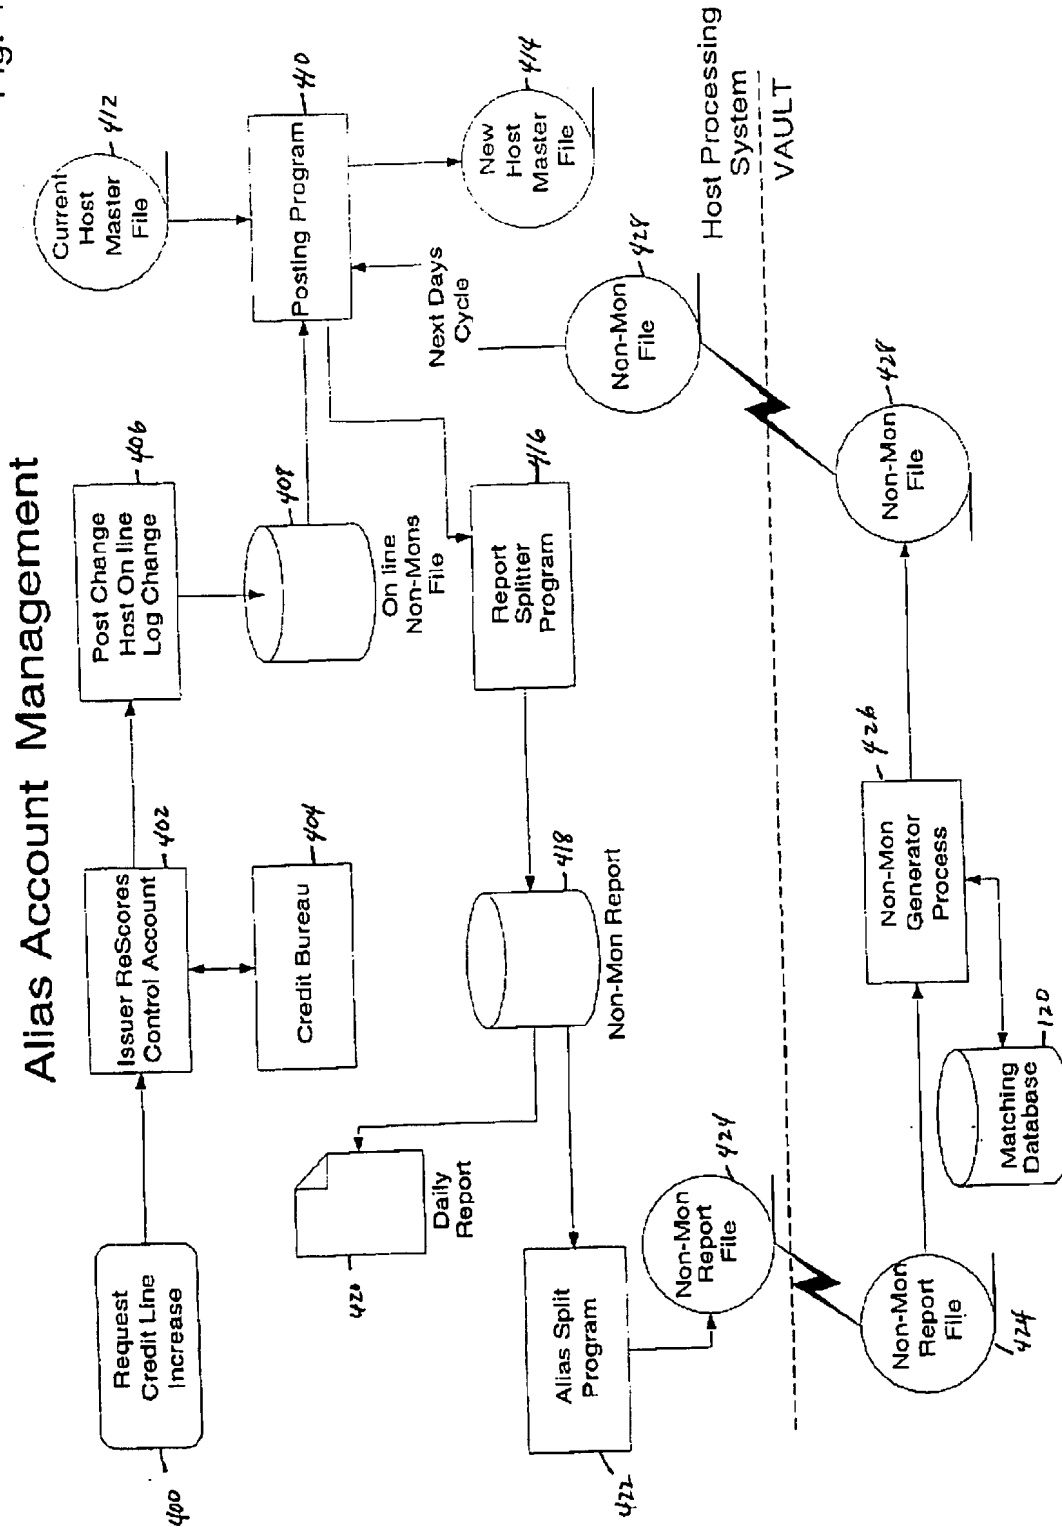 Alias Account Management
Request
Credit Line
Increase
400
Issuer ReScores
Control Account
402
Credit Bureau
404
Post Change
Host On line
Log Change
406
408
On line
Non-Mons
File
Current
Host
Master
File
412
Posting Program
410
New
Host
Master
File
414
Next Days
Cycle
Report
Splitter
Program
416
418
Non-Mon Report
Daily
Report
420
Alias Split
Program
422
Non-Mon
Report
File
424
Non-Mon
File
428
Host Processing
System
VAULT
Non-Mon
Report
File
424
Matching
Database
120
Non-Mon
Generator
Process
426
Non-Mon
File
428